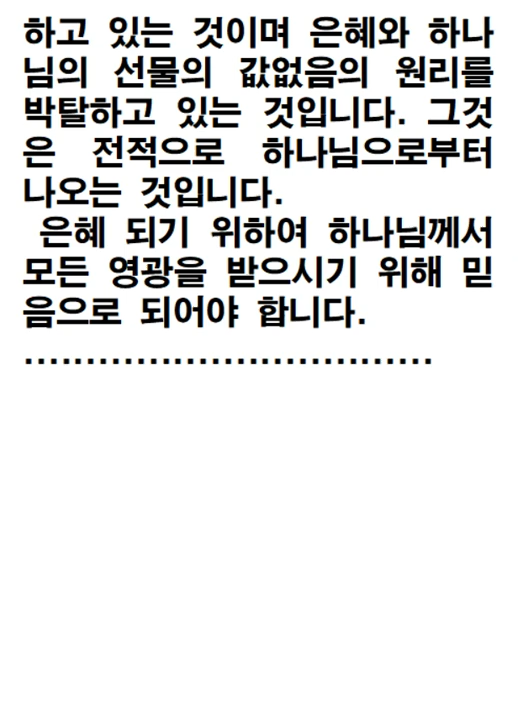 하고 있는 것이며 은혜와 하나
님의 선물의 값없음의 원리를
박탈하고 있는 것입니다. 그것
은 전적으로 하나님으로부터
나오는 것입니다.
은혜 되기 위하여 하나님께서
모든 영광을 받으시기 위해 믿
음으로 되어야 합니다.
.................................